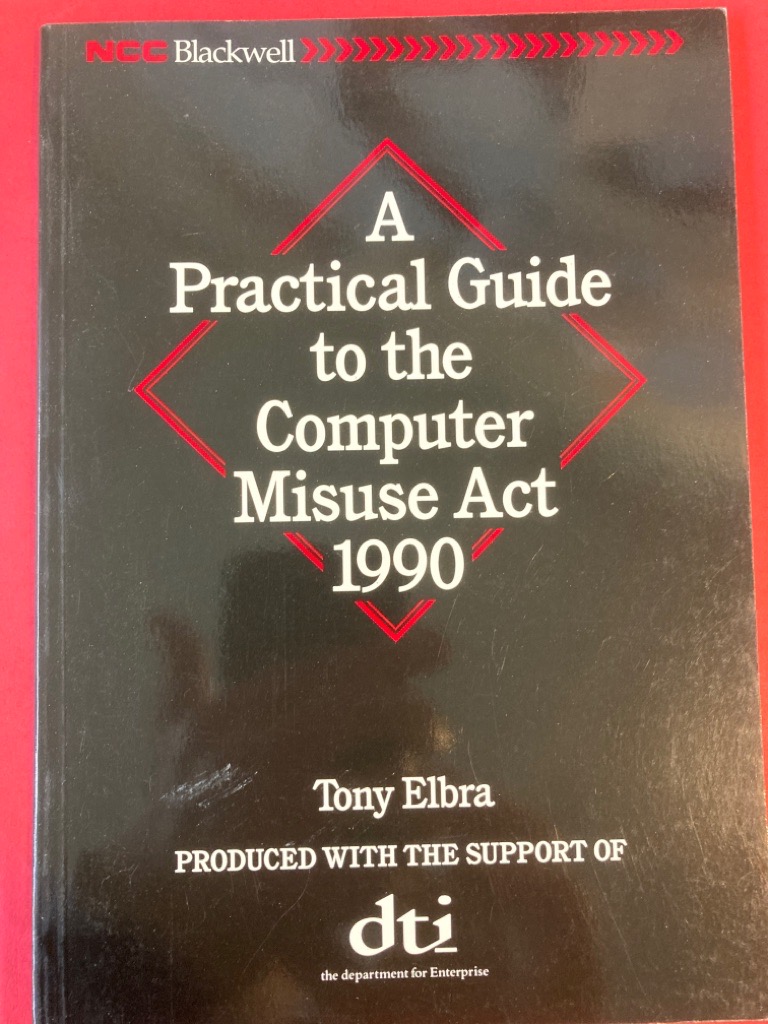 NCC Blackwell
A
Practical Guide
to the
Computer
Misuse Act
1990
Tony Elbra
PRODUCED WITH THE SUPPORT OF
dti
the department for Enterprise